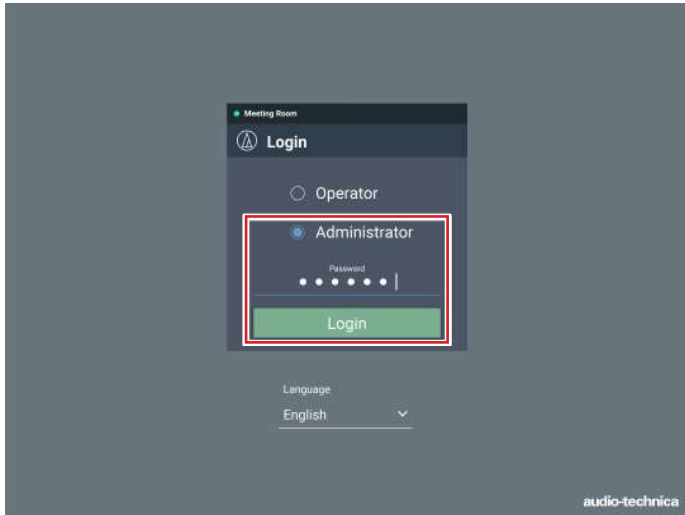 Meeting Room
Login
Operator
Administrator
Password
Login
Language
English
audio-technica